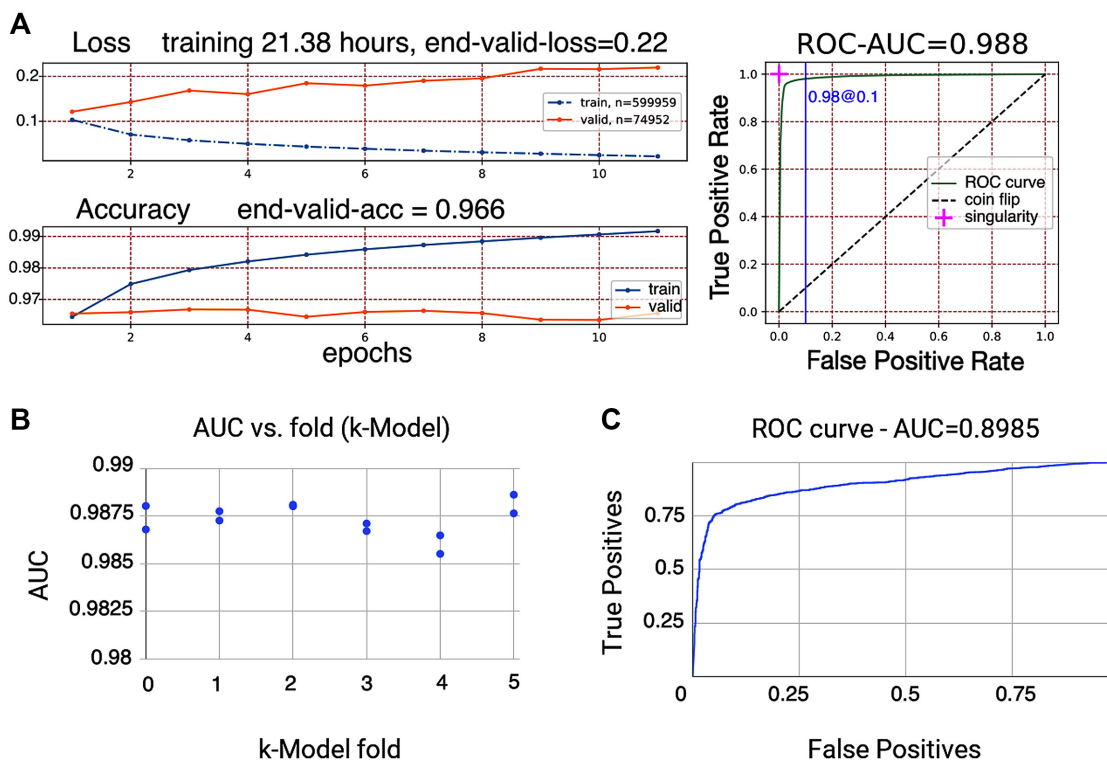 A
Loss training 21.38 hours, end-valid-loss=0.22
0.2
0.1
train, n=599959
valid, n=74952
2 4 6 8 10
Accuracy end-valid-acc = 0.966
0.99
0.98
0.97
train
valid
2 4 6 8 10
epochs
ROC-AUC=0.988
True Positive Rate
1.0
0.8
0.6
0.4
0.2
0.0
0.98@0.1
ROC curve
coin flip
singularity
0.0 0.2 0.4 0.6 0.8 1.0
False Positive Rate
B
AUC vs. fold (k-Model)
AUC
0.99
0.9875
0.985
0.9825
0.98
0 1 2 3 4 5
k-Model fold
C
ROC curve - AUC=0.8985
True Positives
0.75
0.5
0.25
0 0.25 0.5 0.75
False Positives